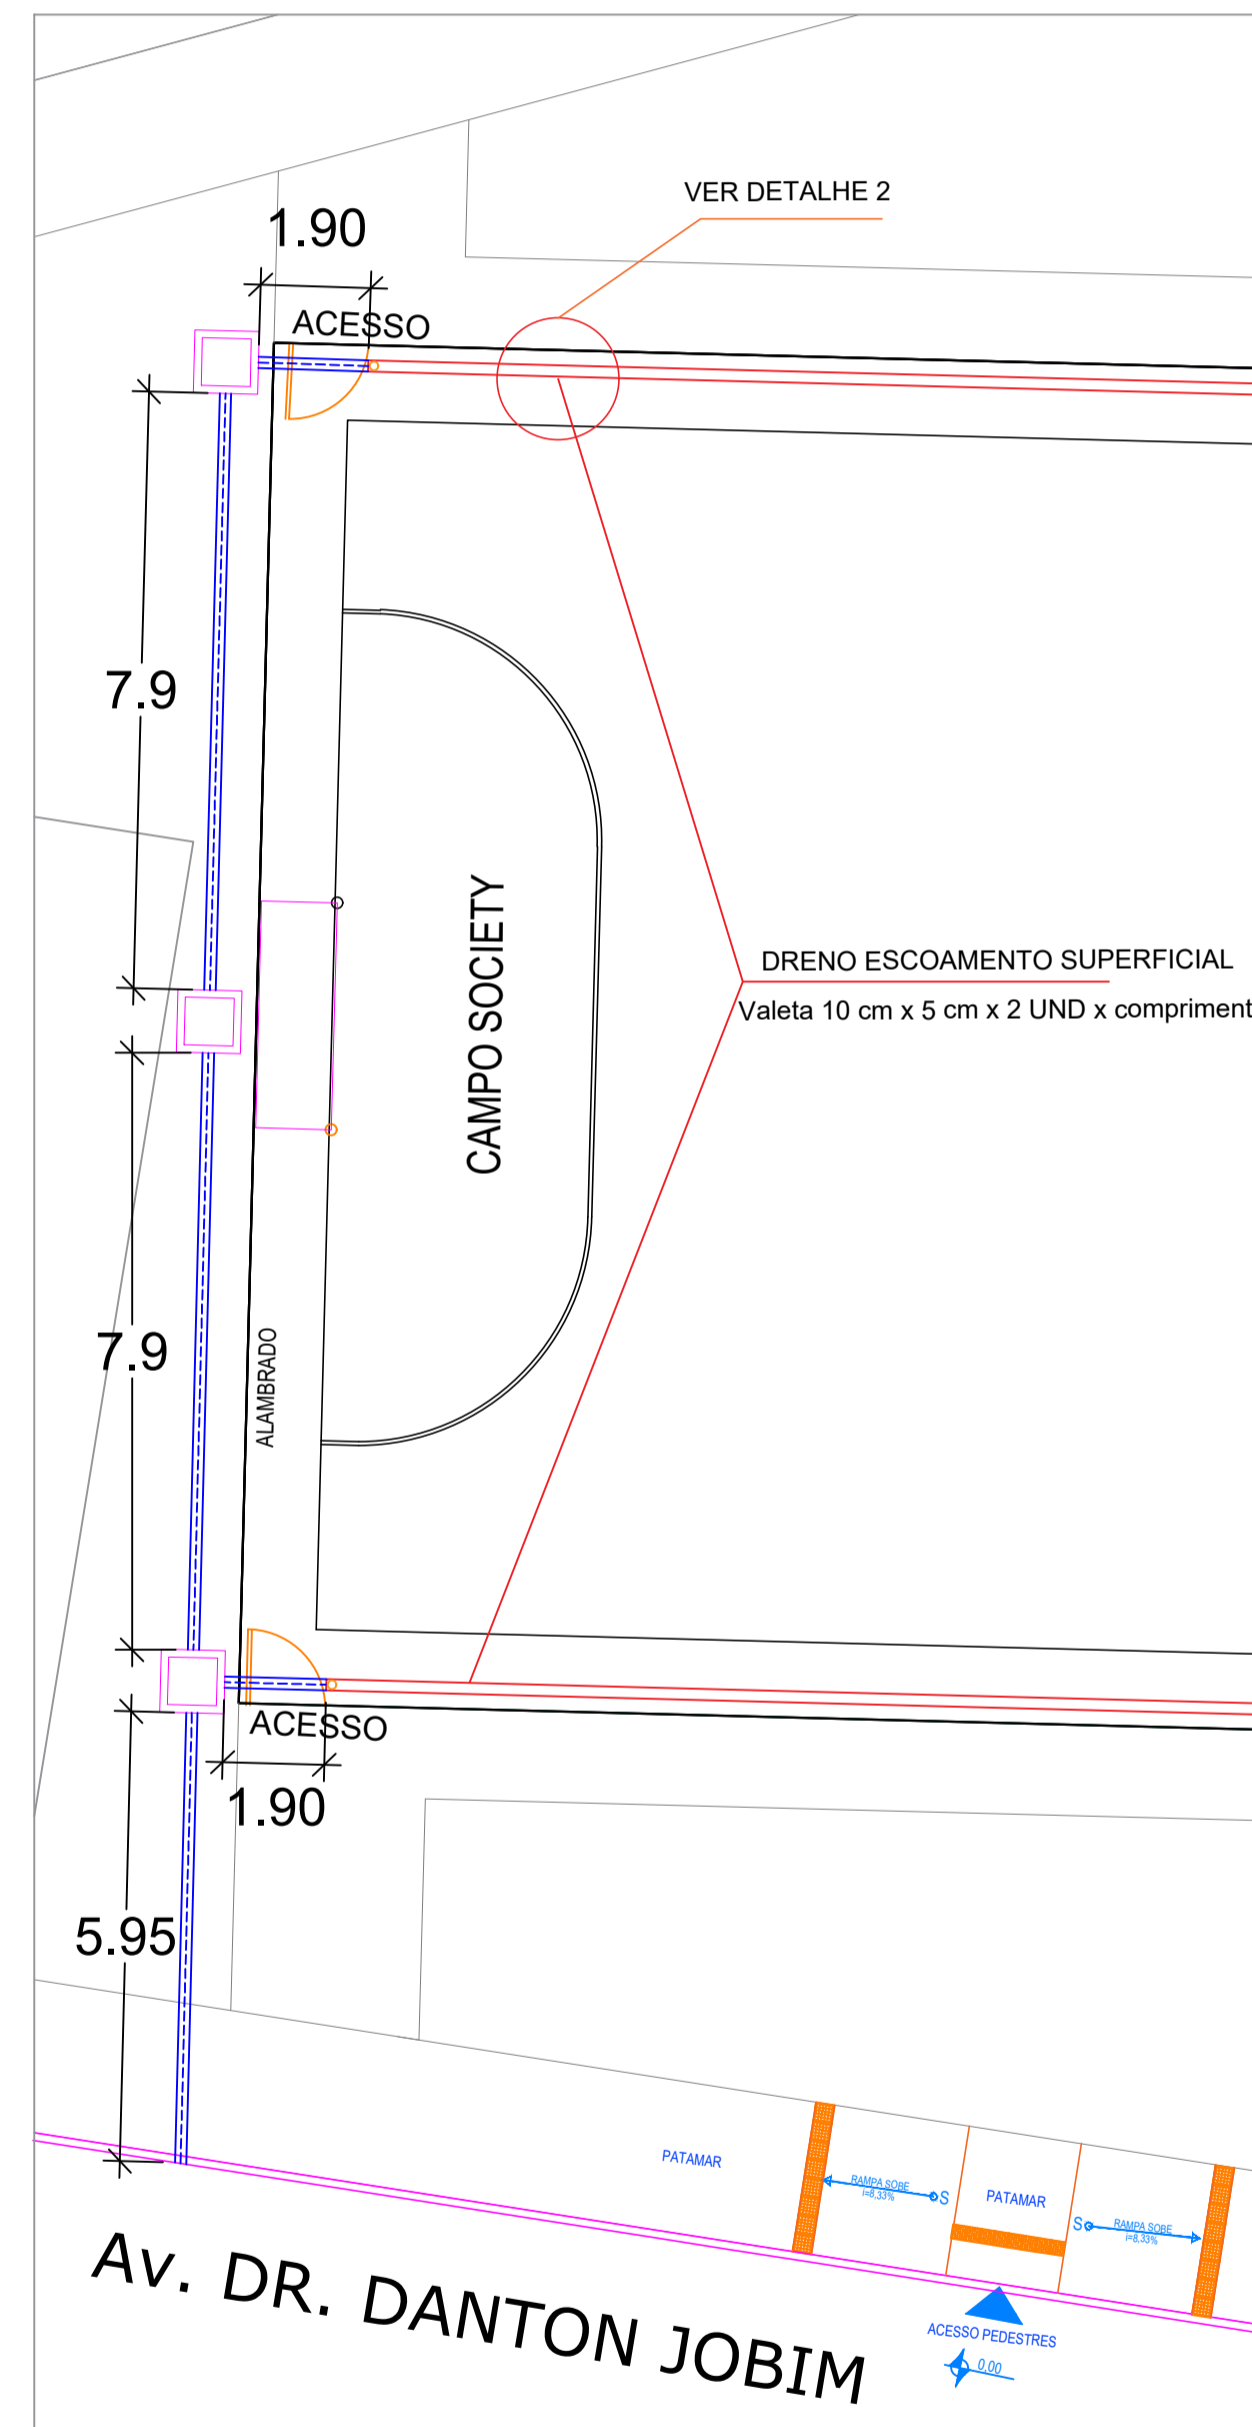 VER DETALHE 2
1.90
ACESSO
7.9
CAMPO SOCIETY
DRENO ESCOAMENTO SUPERFICIAL
Valeta 10 cm x 5 cm x 2 UND x compriment
7.9
ALAMBRADO
ACESSO
1.90
5.95
PATAMAR
RAMPA SOBE
i=8,33%
S
PATAMAR
S
RAMPA SOBE
i=8,33%
ACESSO PEDESTRES
0,00
Av. DR. DANTON JOBIM